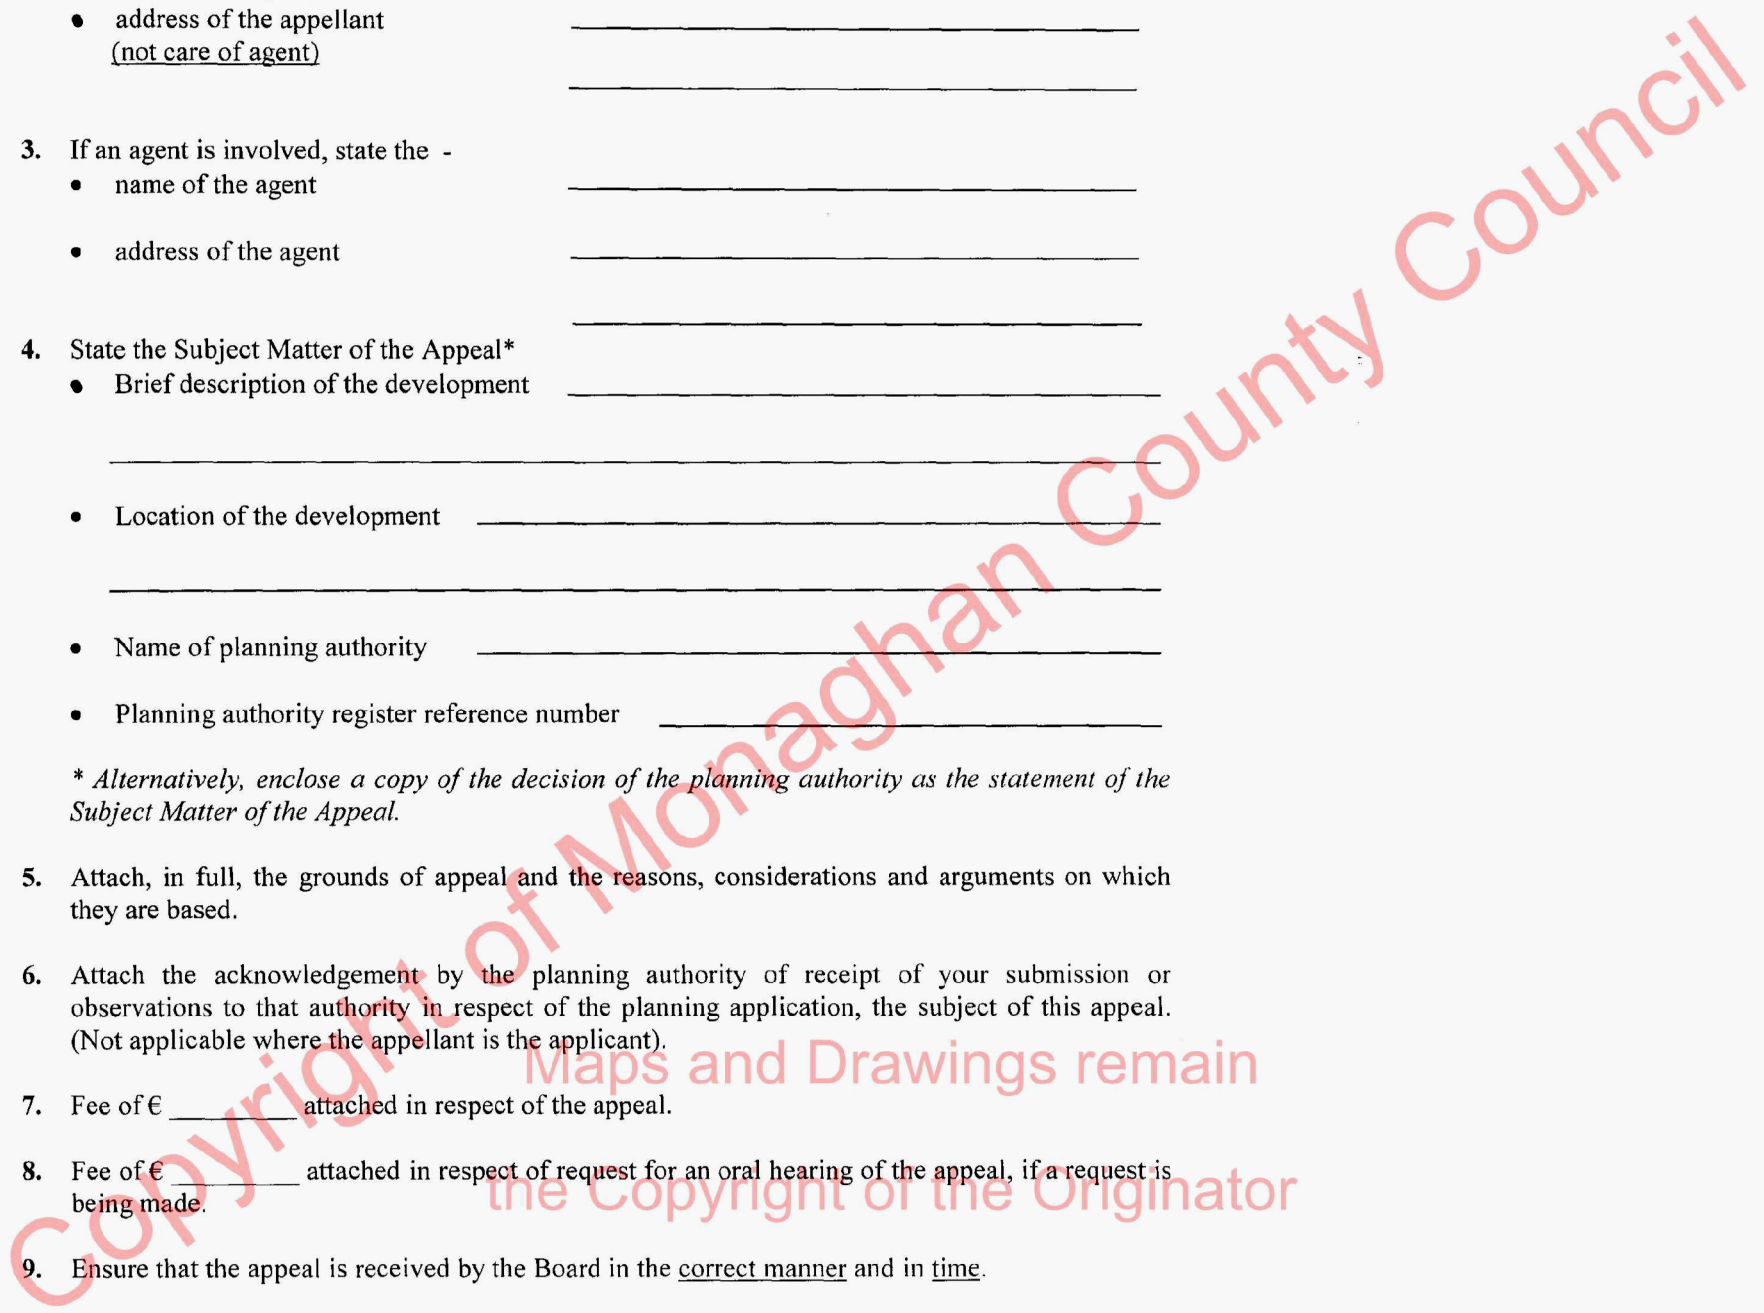 • address of the appellant
(not care of agent)
3. If an agent is involved, state the -
• name of the agent
• address of the agent
4. State the Subject Matter of the Appeal*
• Brief description of the development
• Location of the development
• Name of planning authority
• Planning authority register reference number
* Alternatively, enclose a copy of the decision of the planning authority as the statement of the
Subject Matter of the Appeal.
5. Attach, in full, the grounds of appeal and the reasons, considerations and arguments on which
they are based.
6. Attach the acknowledgement by the planning authority of receipt of your submission or
observations to that authority in respect of the planning application, the subject of this appeal.
(Not applicable where the appellant is the applicant).
7. Fee of € ________ attached in respect of the appeal.
8. Fee of € ________ attached in respect of request for an oral hearing of the appeal, if a request is
being made.
9. Ensure that the appeal is received by the Board in the correct manner and in time.
Copyright of Monaghan County Council
Maps and Drawings remain
the Copyright of the Originator